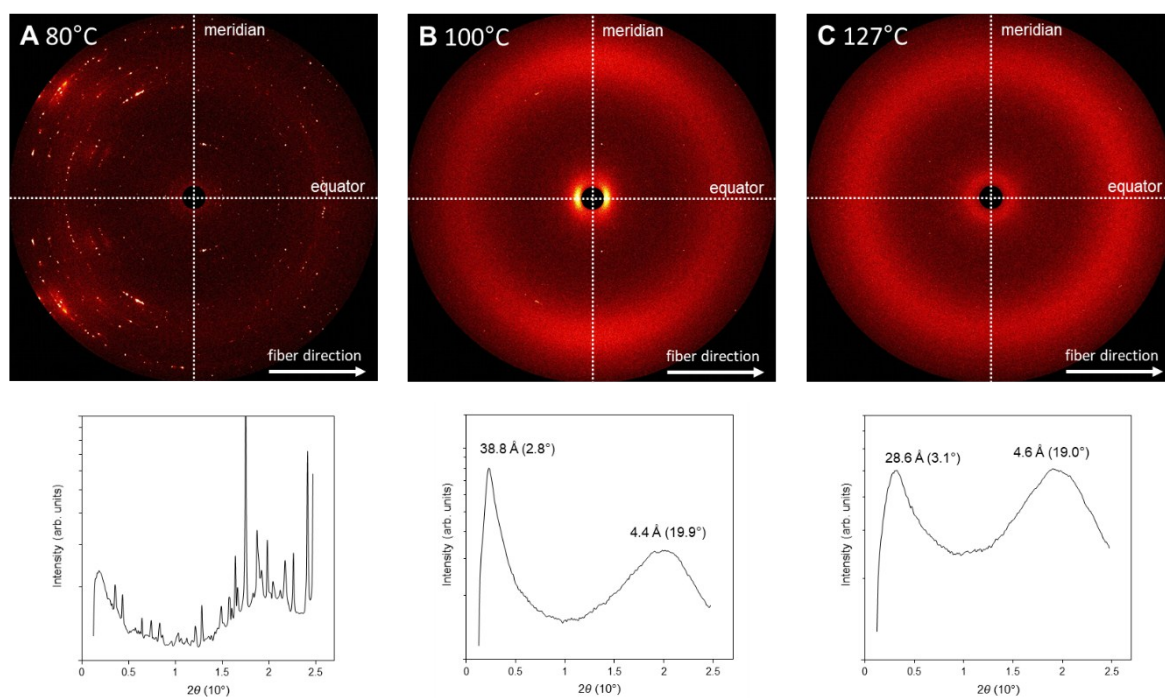 A 80°C
meridian
equator
fiber direction
B 100°C
meridian
equator
fiber direction
C 127°C
meridian
equator
fiber direction
Intensity (arb. units)
0 0.5 1 1.5 2 2.5
2θ (10°)
38.8 Å (2.8°)
4.4 Å (19.9°)
Intensity (arb. units)
0 0.5 1 1.5 2 2.5
2θ (10°)
28.6 Å (3.1°)
4.6 Å (19.0°)
Intensity (arb. units)
0 0.5 1 1.5 2 2.5
2θ (10°)